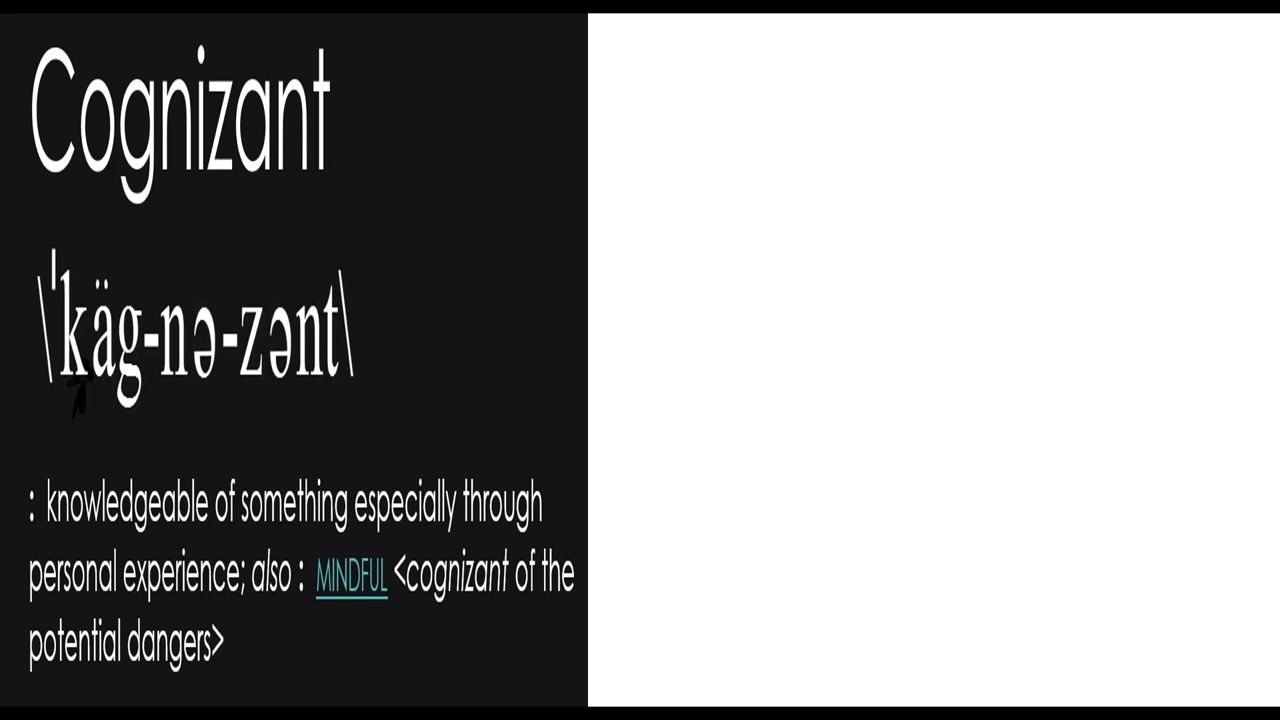 Cognizant
\ˈkäg-nə-zənt\
: knowledgeable of something especially through
personal experience; also : MINDFUL <cognizant of the
potential dangers>